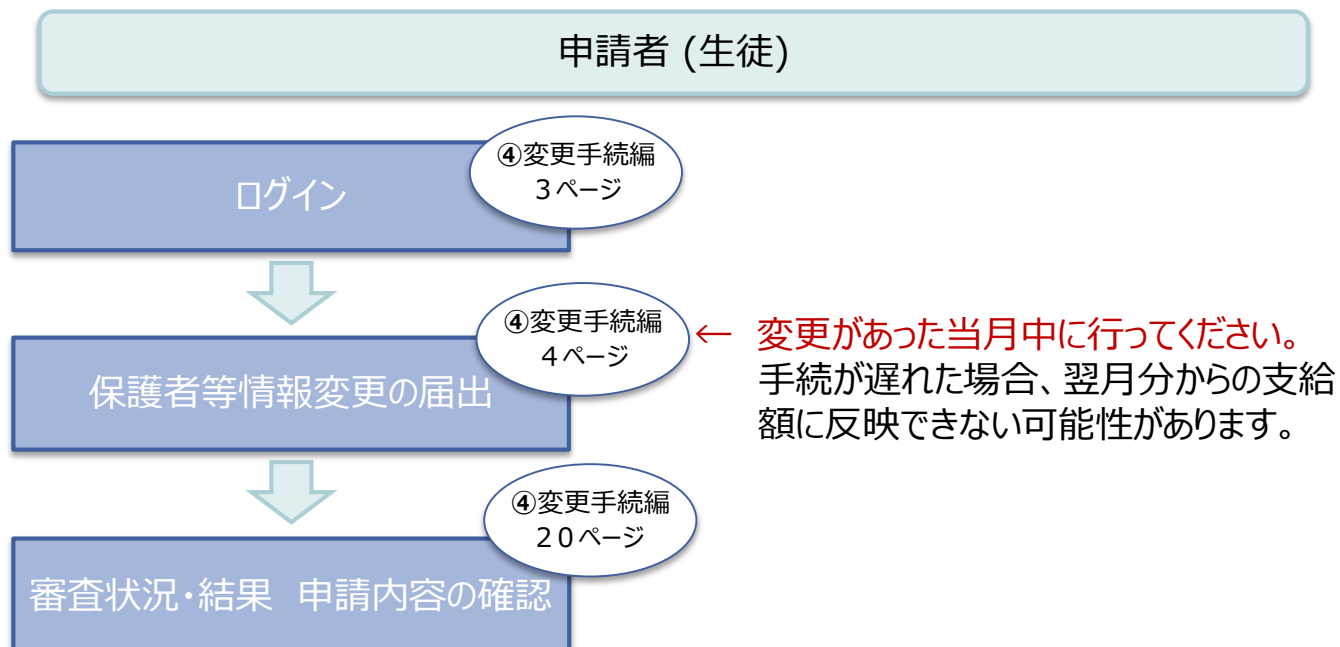 申請者 (生徒)
④変更手続編
３ページ
ログイン
④変更手続編
４ページ
← 変更があった当月中に行ってください。
手続が遅れた場合、翌月分からの支給
額に反映できない可能性があります。
保護者等情報変更の届出
④変更手続編
２０ページ
審査状況・結果　申請内容の確認